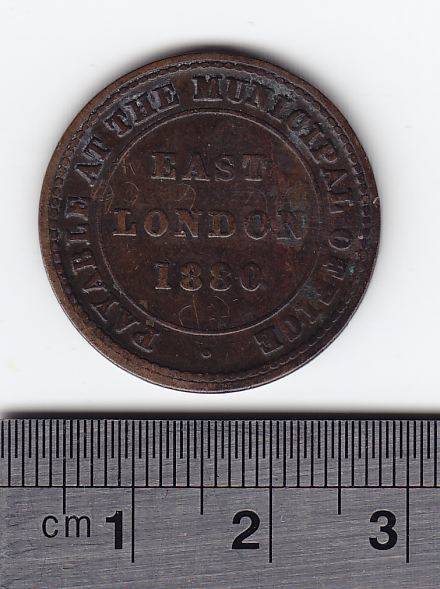 PAYABLE AT THE MUNICIPAL OFFICE
EAST
LONDON
1880
cm 1 2 3